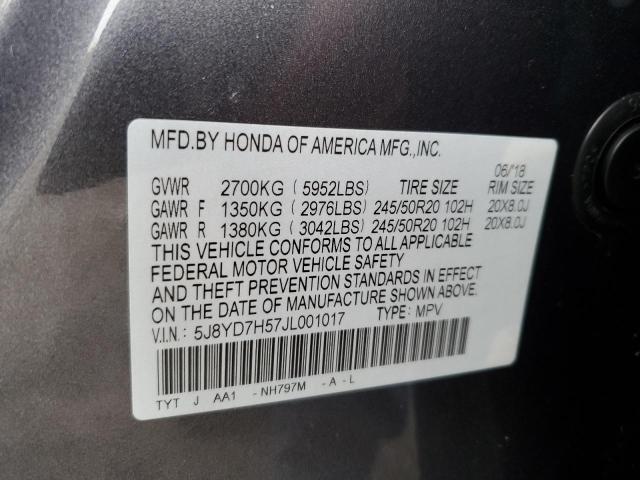 MFD.BY HONDA OF AMERICA MFG.,INC.
06/18
GVWR 2700KG (5952LBS) TIRE SIZE RIM SIZE
GAWR F 1350KG (2976LBS) 245/50R20 102H 20X8.0J
GAWR R 1380KG (3042LBS) 245/50R20 102H 20X8.0J
THIS VEHICLE CONFORMS TO ALL APPLICABLE
FEDERAL MOTOR VEHICLE SAFETY
AND THEFT PREVENTION STANDARDS IN EFFECT
ON THE DATE OF MANUFACTURE SHOWN ABOVE.
V.I.N.: 5J8YD7H57JL001017 TYPE: MPV
TYT J AA1 - NH797M - A - L